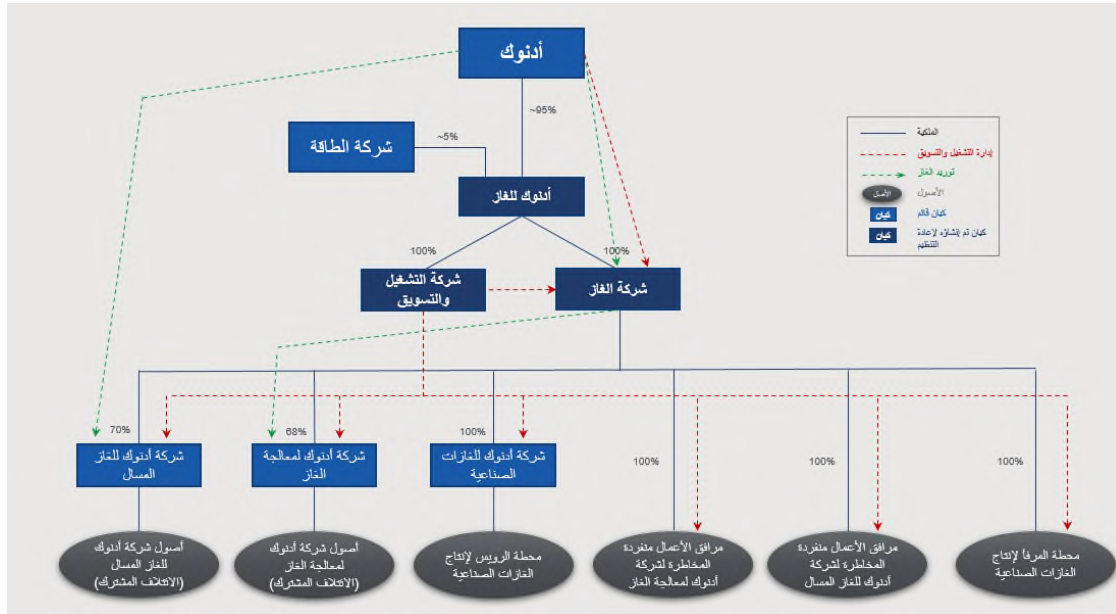 أدنوك
~95%
~5%
شركة الطاقة
أدنوك للغاز
100%
100%
شركة التشغيل
والتسويق
شركة الغاز
الملكية
إدارة التشغيل والتسويق
توريد الغاز
الأصل
الأصول
كيان
كيان قائم
كيان
كيان تم إنشاؤه لإعادة
التنظيم
70%
68%
100%
100%
100%
100%
شركة أدنوك للغاز
المسال
شركة أدنوك لمعالجة
الغاز
شركة أدنوك للغازات
الصناعية
أصول شركة أدنوك
للغاز المسال
(الائتلاف المشترك)
أصول شركة أدنوك
لمعالجة الغاز
(الائتلاف المشترك)
محطة الرويس لإنتاج
الغازات الصناعية
مرافق الأعمال منفردة
المخاطرة لشركة
أدنوك لمعالجة الغاز
مرافق الأعمال منفردة
المخاطرة لشركة
أدنوك للغاز المسال
محطة المرفأ لإنتاج
الغازات الصناعية